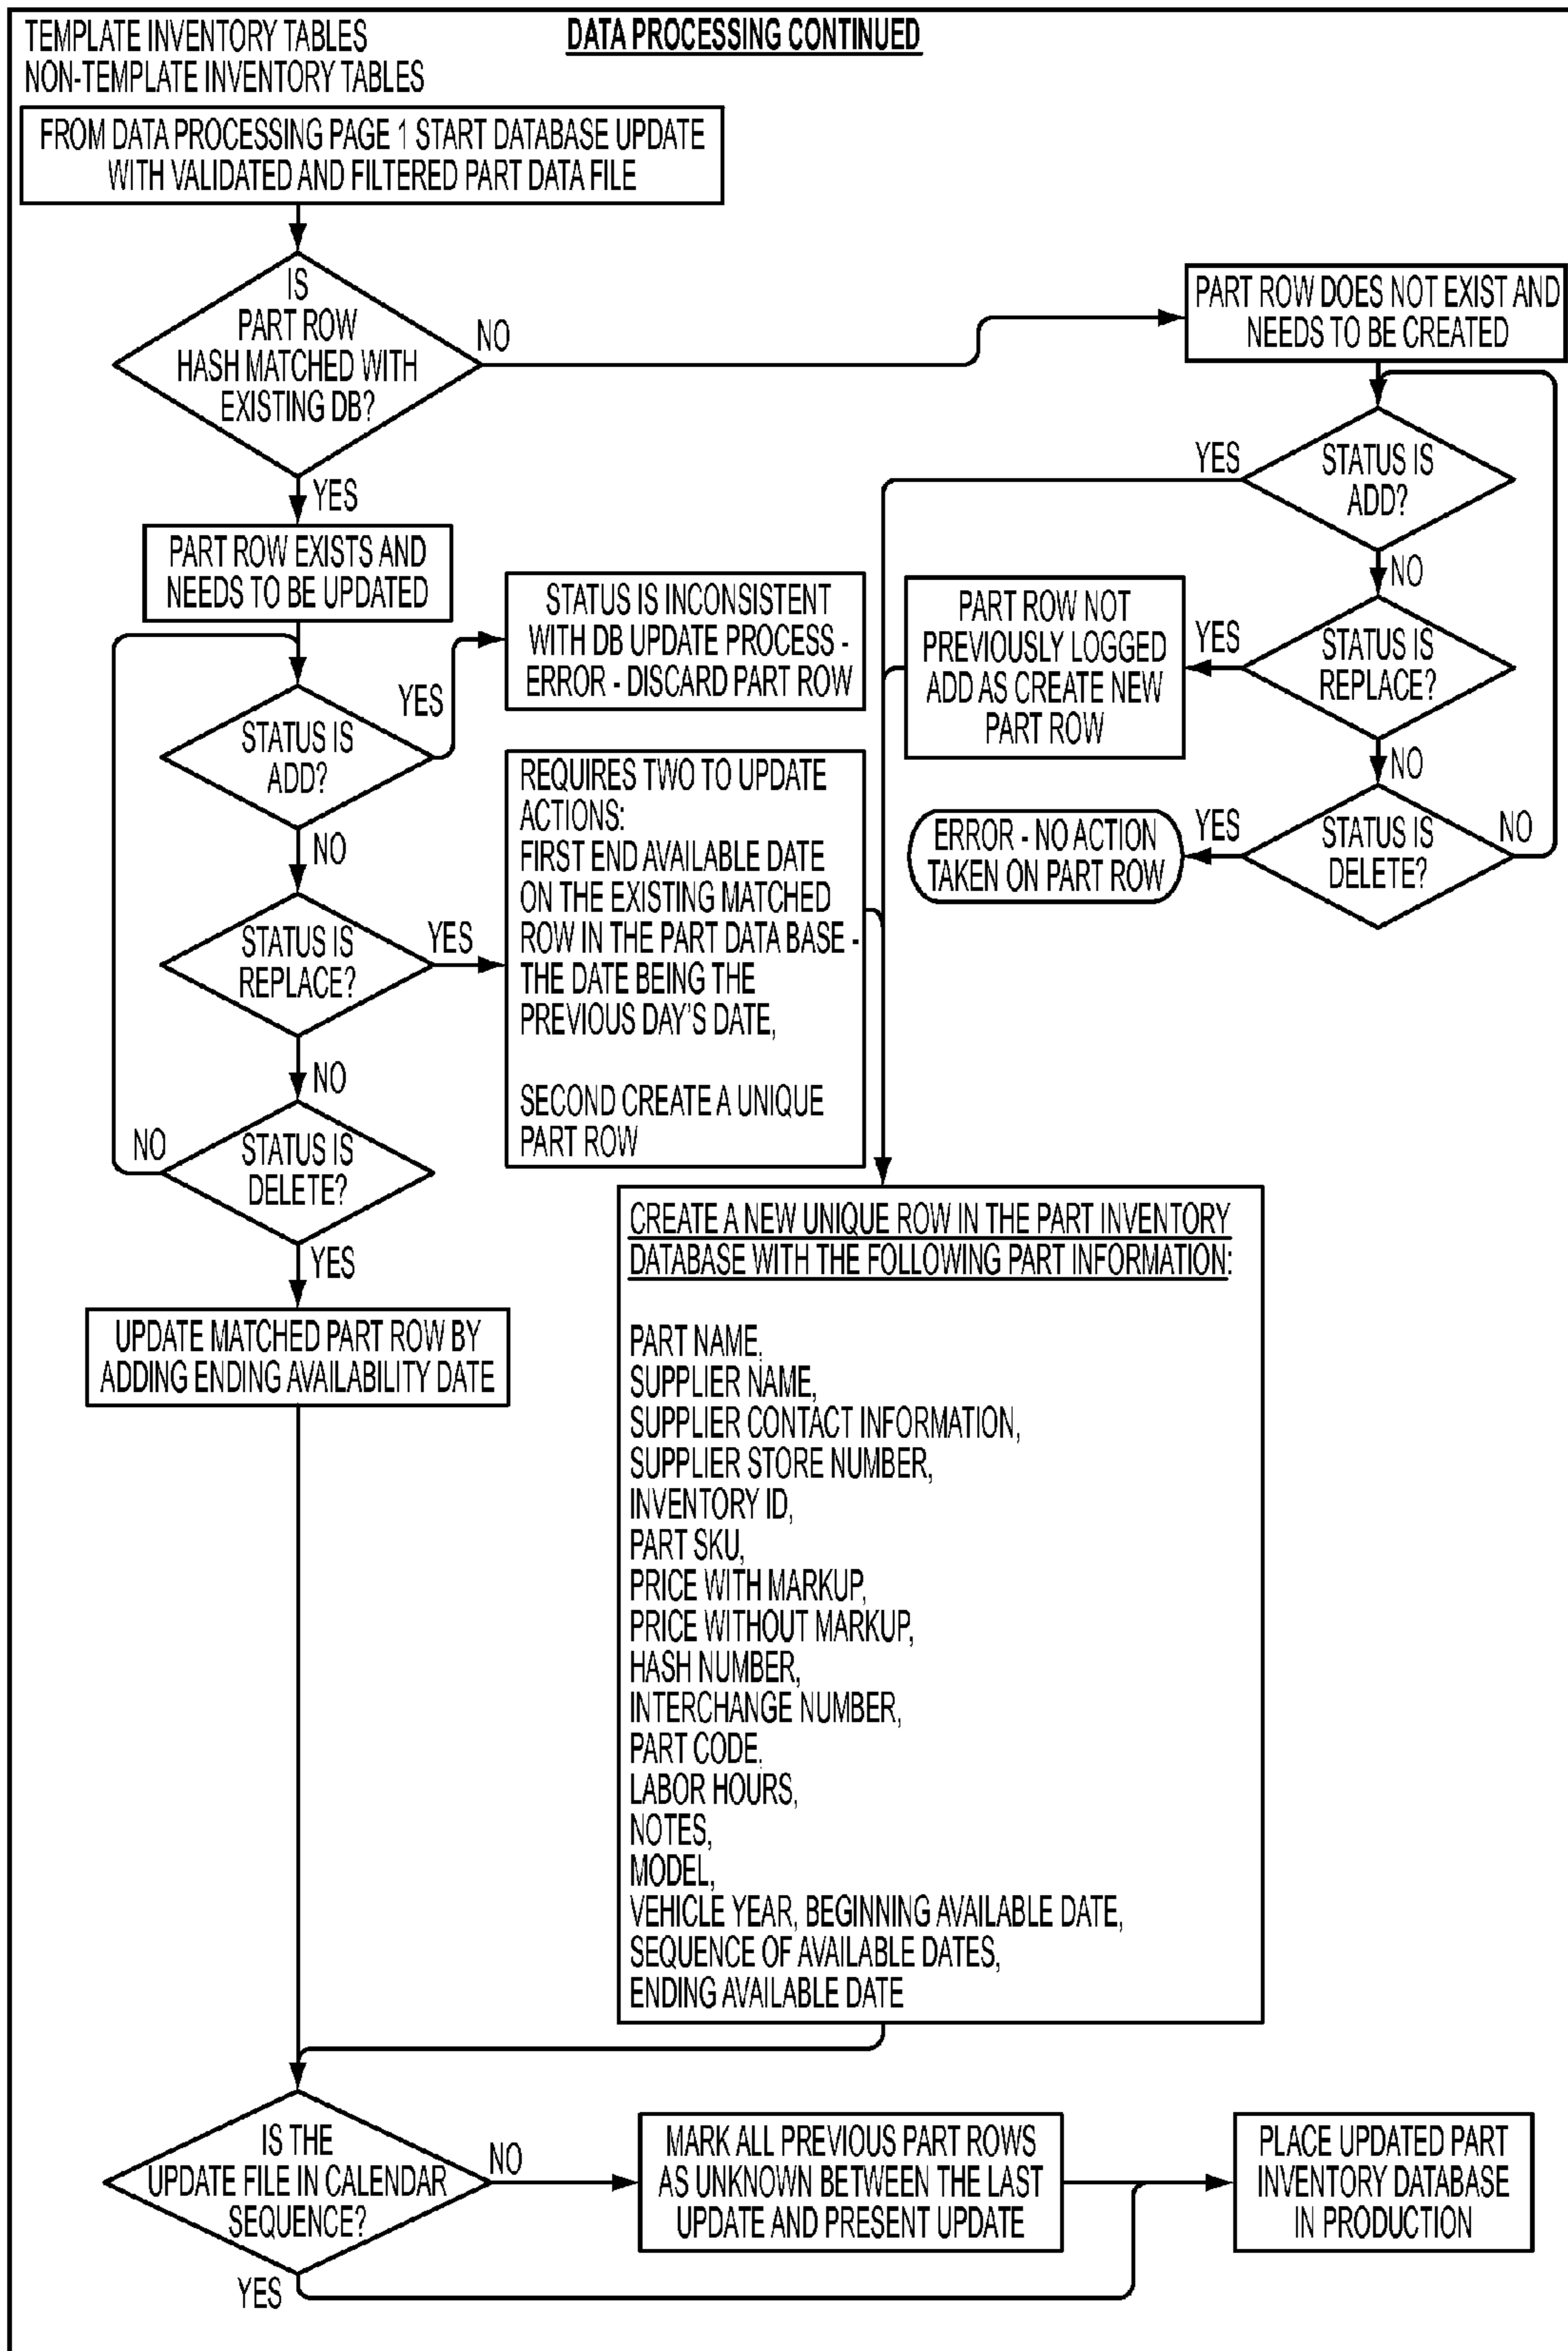 TEMPLATE INVENTORY TABLES
NON-TEMPLATE INVENTORY TABLES
DATA PROCESSING CONTINUED
FROM DATA PROCESSING PAGE 1 START DATABASE UPDATE
WITH VALIDATED AND FILTERED PART DATA FILE
IS
PART ROW
HASH MATCHED WITH
EXISTING DB?
NO
PART ROW DOES NOT EXIST AND
NEEDS TO BE CREATED
YES
PART ROW EXISTS AND
NEEDS TO BE UPDATED
STATUS IS
ADD?
YES
STATUS IS INCONSISTENT
WITH DB UPDATE PROCESS -
ERROR - DISCARD PART ROW
NO
STATUS IS
REPLACE?
YES
REQUIRES TWO TO UPDATE
ACTIONS:
FIRST END AVAILABLE DATE
ON THE EXISTING MATCHED
ROW IN THE PART DATA BASE -
THE DATE BEING THE
PREVIOUS DAY'S DATE,
SECOND CREATE A UNIQUE
PART ROW
NO
STATUS IS
DELETE?
NO
YES
UPDATE MATCHED PART ROW BY
ADDING ENDING AVAILABILITY DATE
STATUS IS
ADD?
YES
NO
STATUS IS
REPLACE?
YES
PART ROW NOT
PREVIOUSLY LOGGED
ADD AS CREATE NEW
PART ROW
NO
STATUS IS
DELETE?
NO
YES
ERROR - NO ACTION
TAKEN ON PART ROW
CREATE A NEW UNIQUE ROW IN THE PART INVENTORY
DATABASE WITH THE FOLLOWING PART INFORMATION:
PART NAME,
SUPPLIER NAME,
SUPPLIER CONTACT INFORMATION,
SUPPLIER STORE NUMBER,
INVENTORY ID,
PART SKU,
PRICE WITH MARKUP,
PRICE WITHOUT MARKUP,
HASH NUMBER,
INTERCHANGE NUMBER,
PART CODE,
LABOR HOURS,
NOTES,
MODEL,
VEHICLE YEAR, BEGINNING AVAILABLE DATE,
SEQUENCE OF AVAILABLE DATES,
ENDING AVAILABLE DATE
IS THE
UPDATE FILE IN CALENDAR
SEQUENCE?
NO
YES
MARK ALL PREVIOUS PART ROWS
AS UNKNOWN BETWEEN THE LAST
UPDATE AND PRESENT UPDATE
PLACE UPDATED PART
INVENTORY DATABASE
IN PRODUCTION